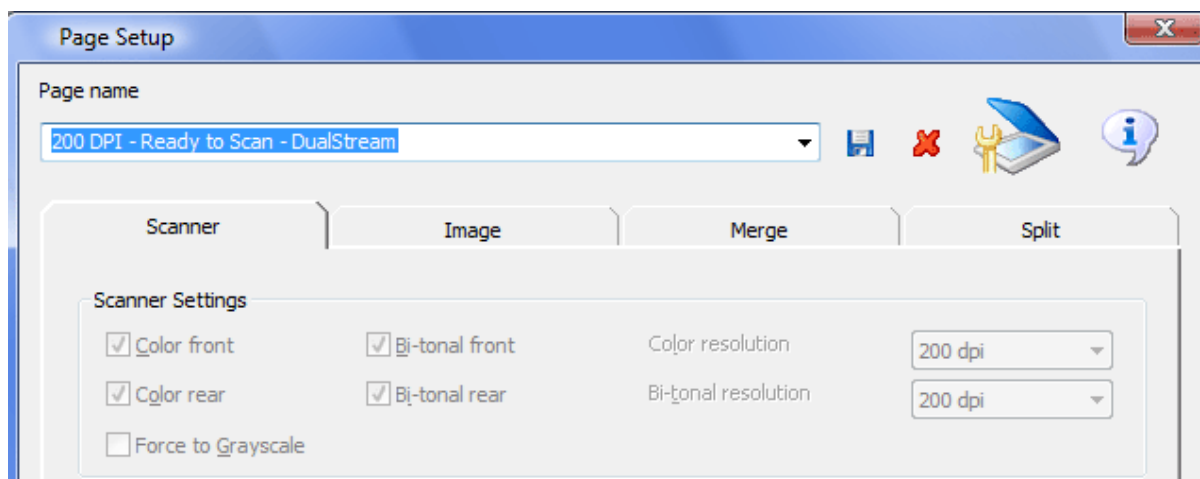 Page Setup
Page name
200 DPI - Ready to Scan - DualStream
Scanner Image Merge Split
Scanner Settings
Color front Bi-tonal front Color resolution 200 dpi
Color rear Bi-tonal rear Bi-tonal resolution 200 dpi
Force to Grayscale